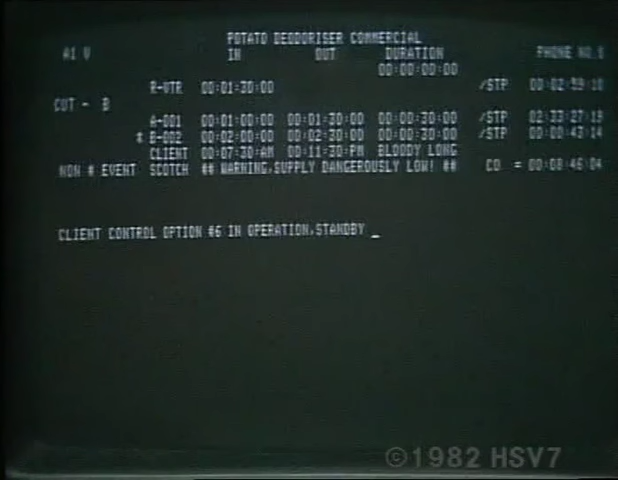 POTATO DEODORISER COMMERCIAL
A1 V IN OUT DURATION PHONE NO.6
00:00:00:00
R-VTR 00:01:30:00 /STP 00:02:59:10
CUT - B
A-001 00:01:00:00 00:01:30:00 00:00:30:00 /STP 02:33:27:19
* B-002 00:02:00:00 00:02:30:00 00:00:30:00 /STP 00:00:43:14
CLIENT 00:07:30:AM 00:11:30:PM BLOODY LONG
NON # EVENT SCOTCH ## WARNING,SUPPLY DANGEROUSLY LOW! ## CO = 00:08:46:04
CLIENT CONTROL OPTION #6 IN OPERATION,STANDBY _
©1982 HSV7